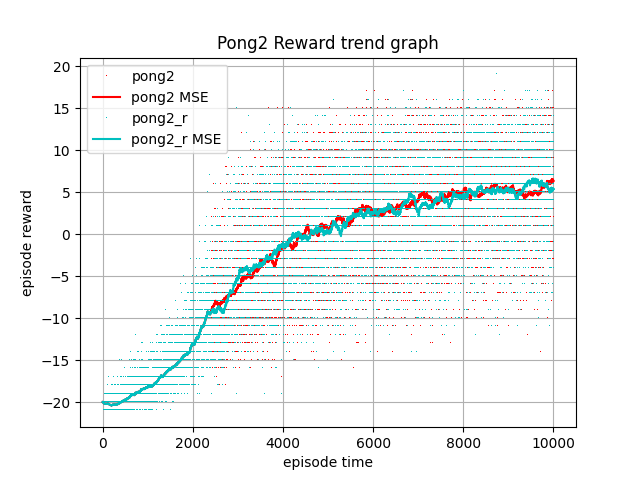 Pong2 Reward trend graph
pong2
pong2 MSE
pong2_r
pong2_r MSE
20
15
10
5
0
−5
−10
−15
−20
episode reward
0 2000 4000 6000 8000 10000
episode time